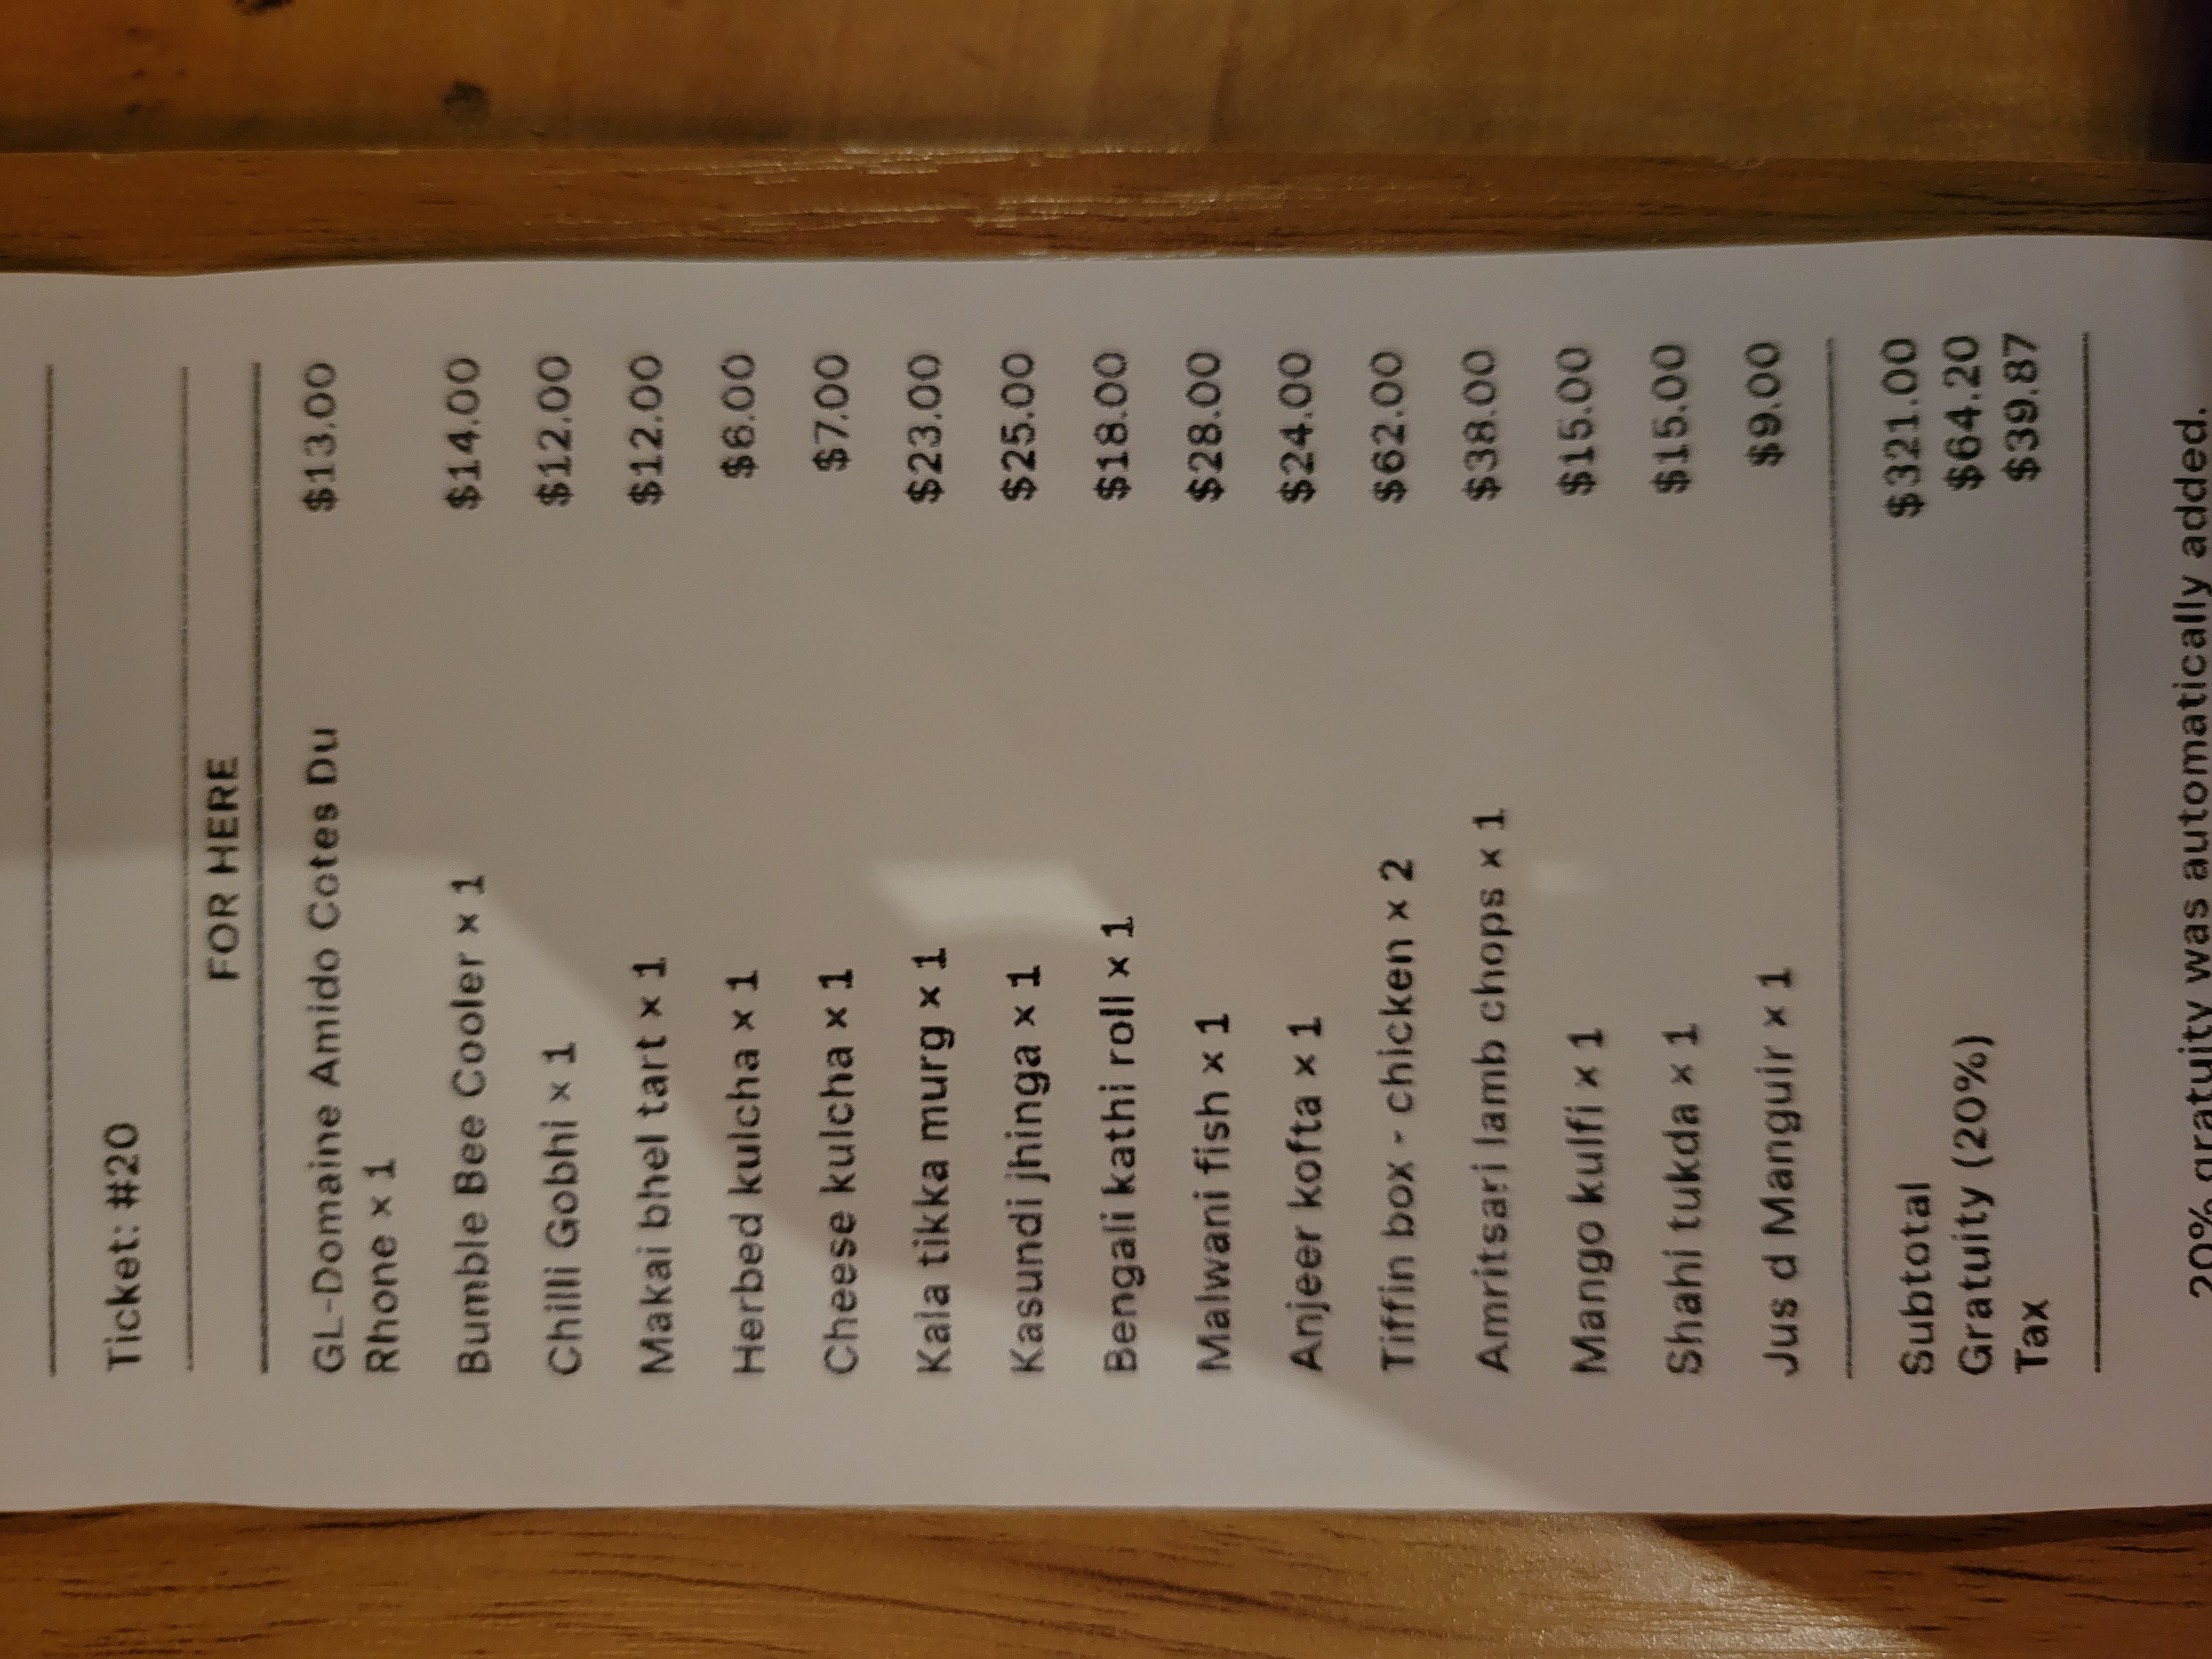 Ticket: #20
FOR HERE
GL-Domaine Amido Cotes Du $13.00
Rhone × 1
Bumble Bee Cooler × 1 $14.00
Chilli Gobhi × 1 $12.00
Makai bhel tart × 1 $12.00
Herbed kulcha × 1 $6.00
Cheese kulcha × 1 $7.00
Kala tikka murg × 1 $23.00
Kasundi jhinga × 1 $25.00
Bengali kathi roll × 1 $18.00
Malwani fish × 1 $28.00
Anjeer kofta × 1 $24.00
Tiffin box - chicken × 2 $62.00
Amritsari lamb chops × 1 $38.00
Mango kulfi × 1 $15.00
Shahi tukda × 1 $15.00
Jus d Manguir × 1 $9.00
Subtotal $321.00
Gratuity (20%) $64.20
Tax $39.87
20% gratuity was automatically added.